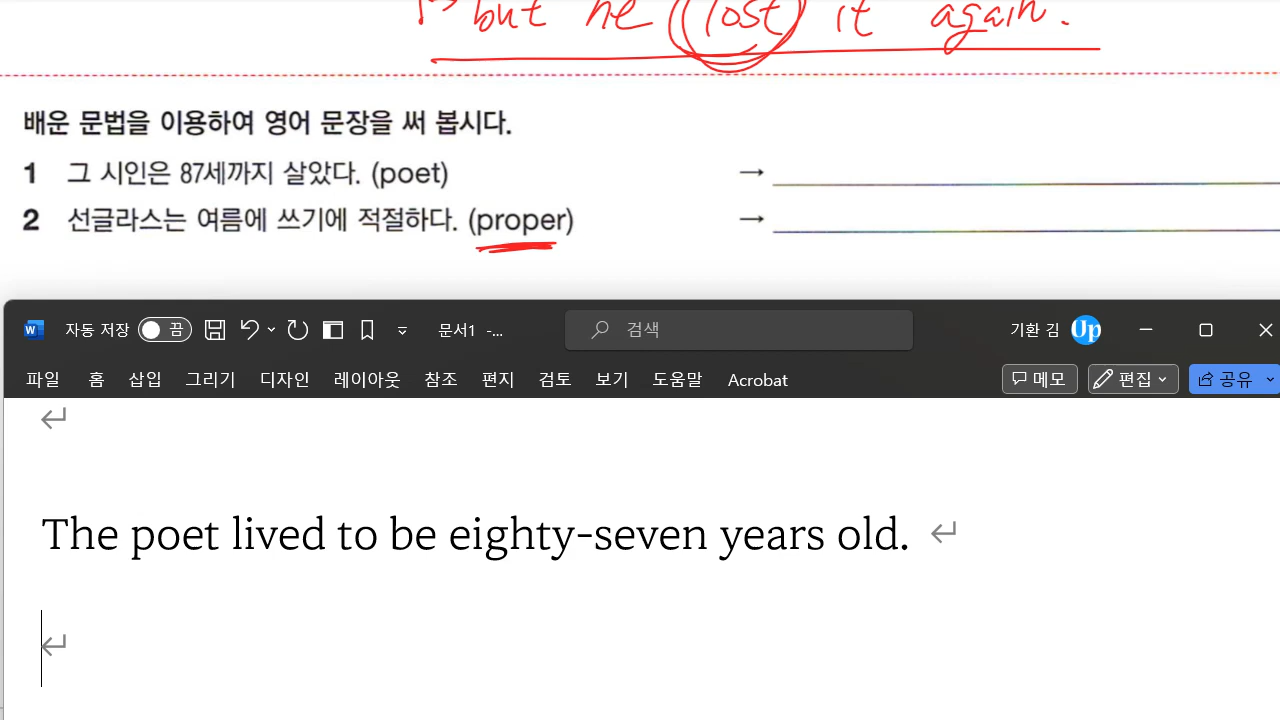 but he lost it again.
배운 문법을 이용하여 영어 문장을 써 봅시다.
1 그 시인은 87세까지 살았다. (poet) →
2 선글라스는 여름에 쓰기에 적절하다. (proper) →
자동 저장 끔 문서1 -... 검색 기환 김 Up
파일 홈 삽입 그리기 디자인 레이아웃 참조 편지 검토 보기 도움말 Acrobat 메모 편집 공유
The poet lived to be eighty-seven years old.